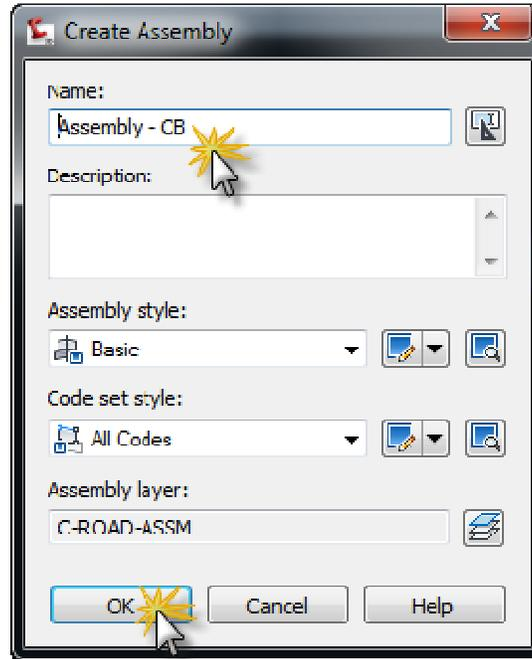 Create Assembly
Name:
Assembly - CB
Description:
Assembly style:
Basic
Code set style:
All Codes
Assembly layer:
C-ROAD-ASSM
OK
Cancel
Help